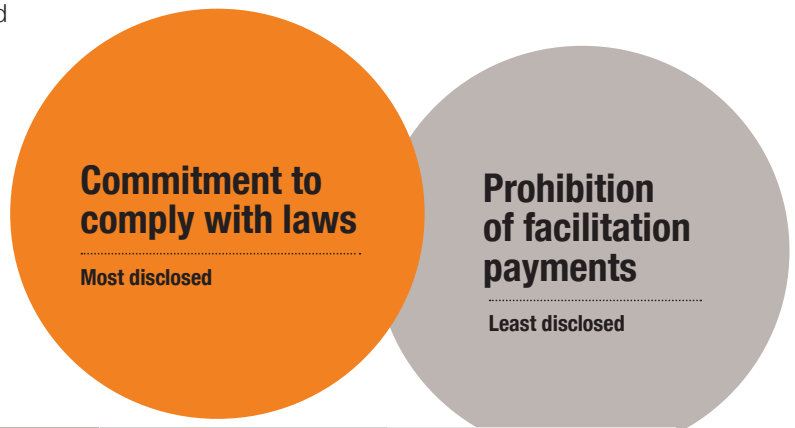 Commitment to
comply with laws
Most disclosed
Prohibition
of facilitation
payments
Least disclosed